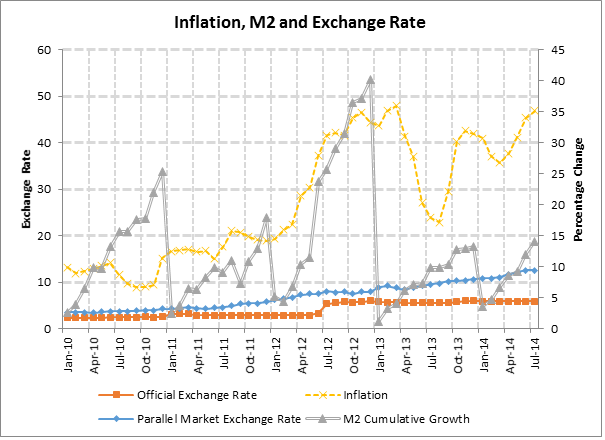 Inflation, M2 and Exchange Rate
60
50
40
30
20
10
0
Exchange Rate
45
40
35
30
25
20
15
10
5
0
Percentage Change
Jan-10
Apr-10
Jul-10
Oct-10
Jan-11
Apr-11
Jul-11
Oct-11
Jan-12
Apr-12
Jul-12
Oct-12
Jan-13
Apr-13
Jul-13
Oct-13
Jan-14
Apr-14
Jul-14
Official Exchange Rate
Inflation
Parallel Market Exchange Rate
M2 Cumulative Growth